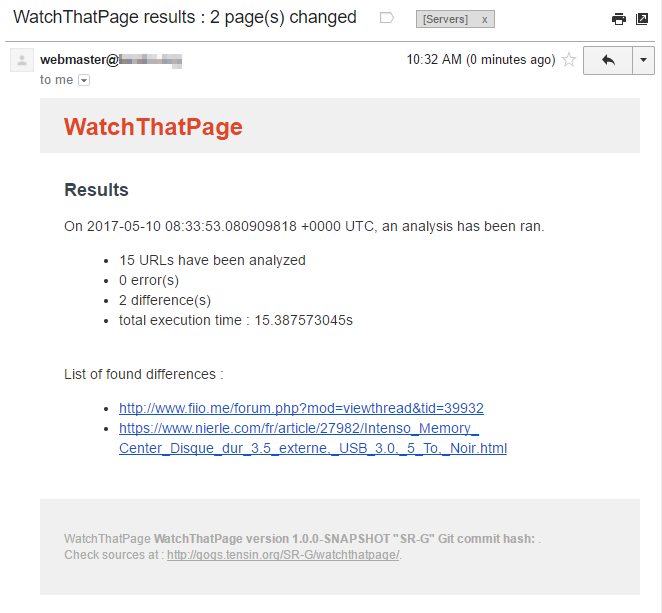 WatchThatPage results : 2 page(s) changed [Servers] x
webmaster@ 10:32 AM (0 minutes ago)
to me
WatchThatPage
Results
On 2017-05-10 08:33:53.080909818 +0000 UTC, an analysis has been ran.
• 15 URLs have been analyzed
• 0 error(s)
• 2 difference(s)
• total execution time : 15.387573045s
List of found differences :
• http://www.fiio.me/forum.php?mod=viewthread&tid=39932
• https://www.nierle.com/fr/article/27982/Intenso_Memory_
Center_Disque_dur_3.5_externe,_USB_3.0,_5_To,_Noir.html
WatchThatPage WatchThatPage version 1.0.0-SNAPSHOT "SR-G" Git commit hash: .
Check sources at : http://gogs.tensin.org/SR-G/watchthatpage/.